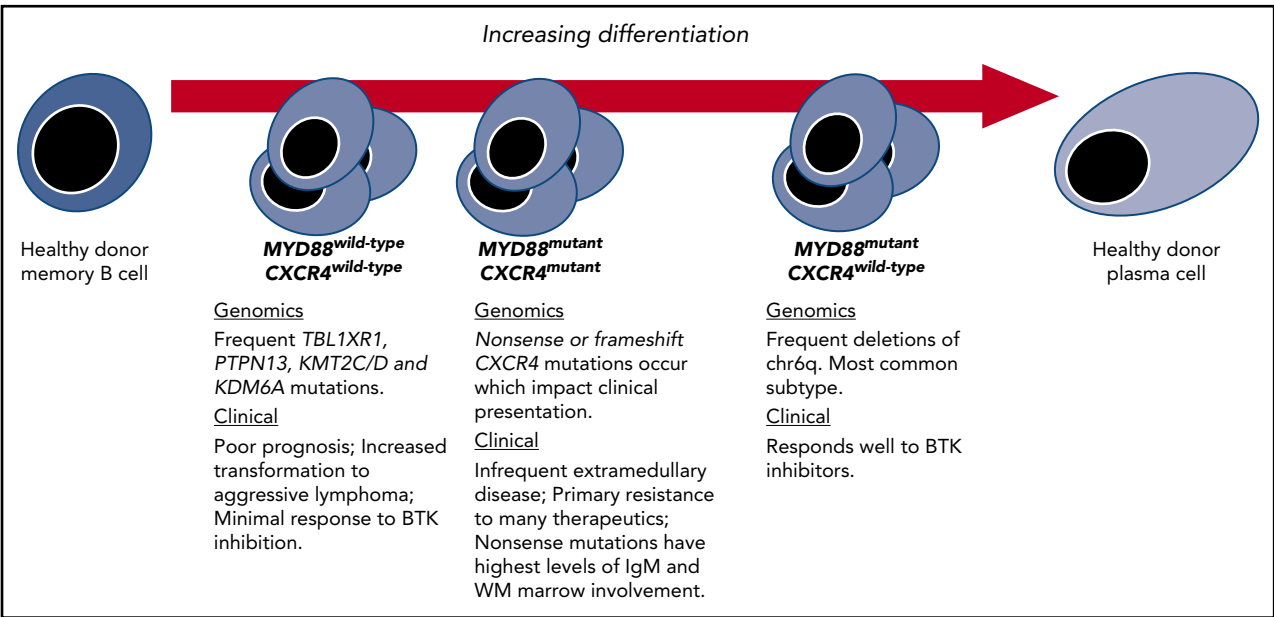 Increasing differentiation
Healthy donor
memory B cell
MYD88wild-type
CXCR4wild-type
Genomics
Frequent TBL1XR1,
PTPN13, KMT2C/D and
KDM6A mutations.
Clinical
Poor prognosis; Increased
transformation to
aggressive lymphoma;
Minimal response to BTK
inhibition.
MYD88mutant
CXCR4mutant
Genomics
Nonsense or frameshift
CXCR4 mutations occur
which impact clinical
presentation.
Clinical
Infrequent extramedullary
disease; Primary resistance
to many therapeutics;
Nonsense mutations have
highest levels of IgM and
WM marrow involvement.
MYD88mutant
CXCR4wild-type
Genomics
Frequent deletions of
chr6q. Most common
subtype.
Clinical
Responds well to BTK
inhibitors.
Healthy donor
plasma cell